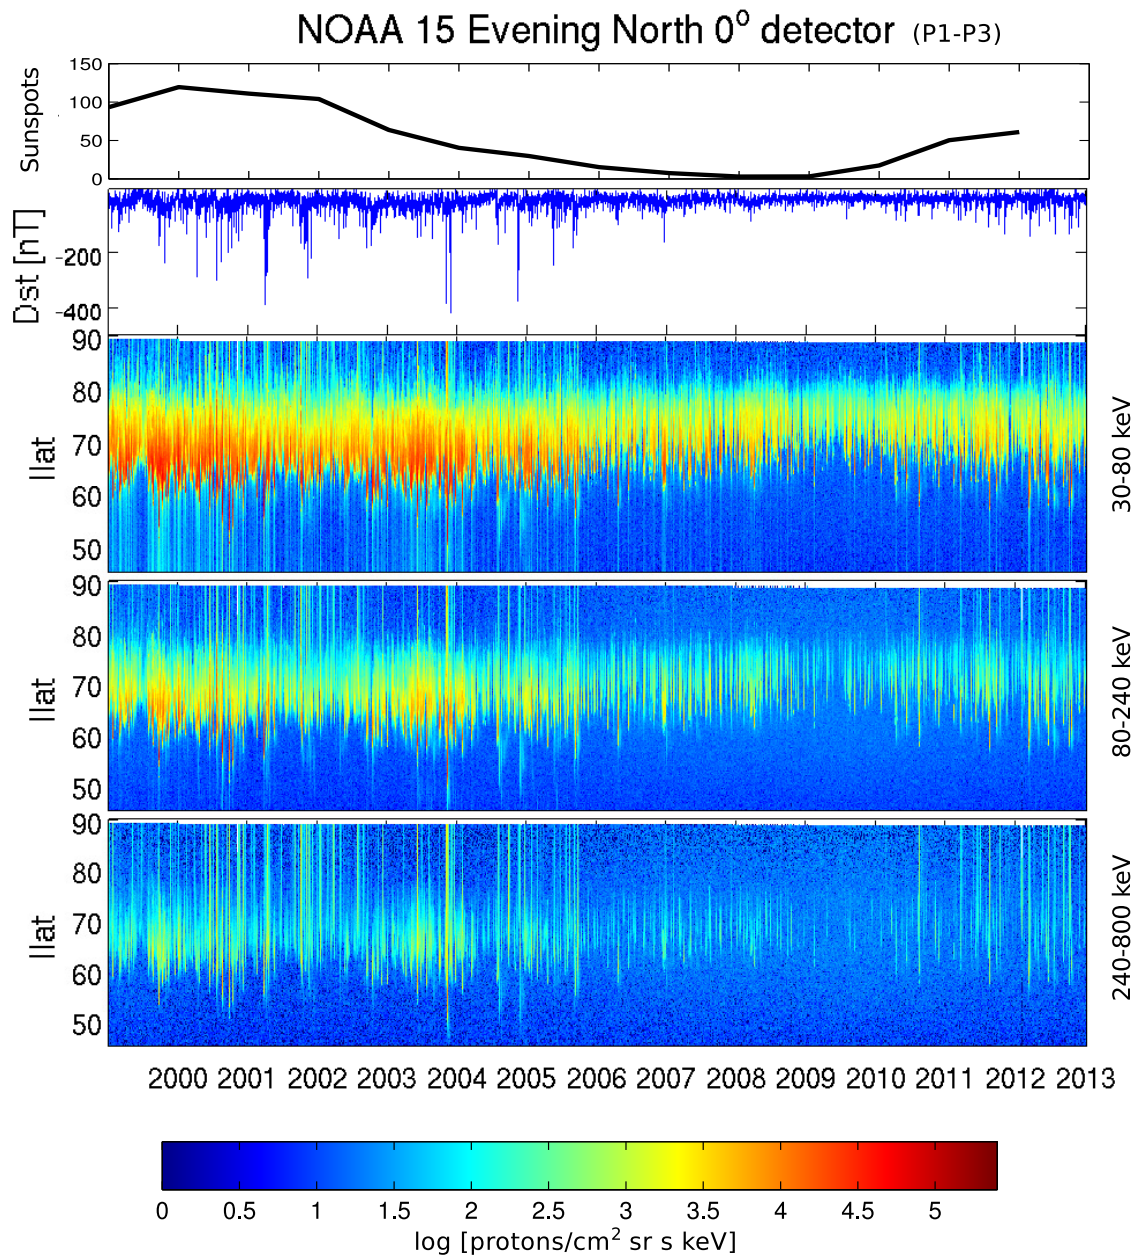 NOAA 15 Evening North 0° detector (P1-P3)
Sunspots
150
100
50
0
Dst [nT]
-200
-400
llat
90
80
70
60
50
30-80 keV
llat
90
80
70
60
50
80-240 keV
llat
90
80
70
60
50
240-800 keV
2000 2001 2002 2003 2004 2005 2006 2007 2008 2009 2010 2011 2012 2013
0 0.5 1 1.5 2 2.5 3 3.5 4 4.5 5
log [protons/cm² sr s keV]